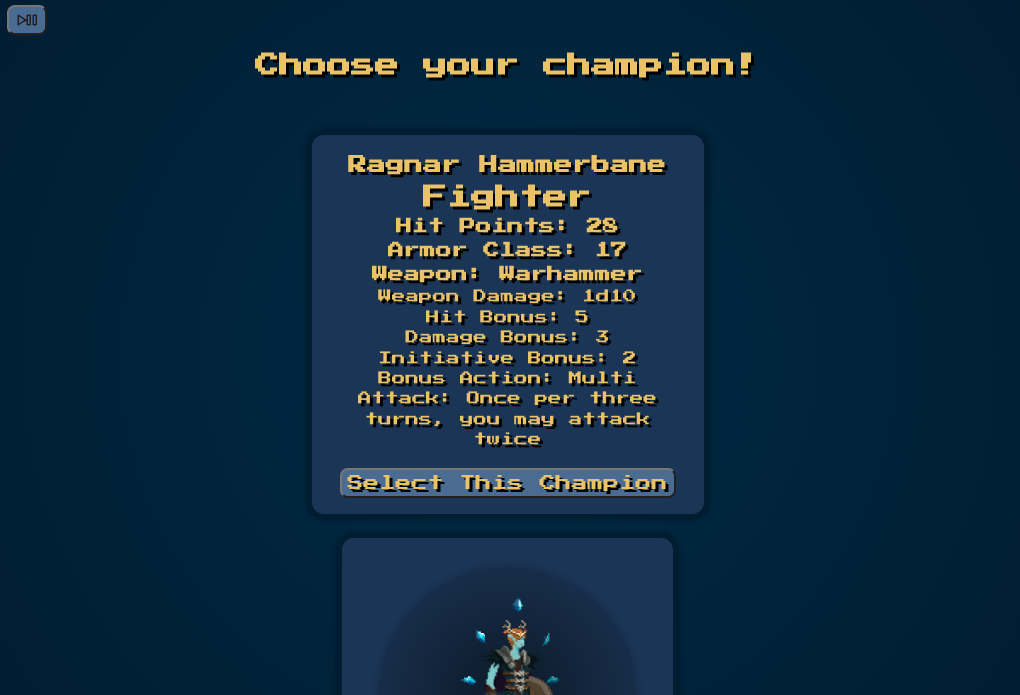 Choose your champion!
Ragnar Hammerbane
Fighter
Hit Points: 28
Armor Class: 17
Weapon: Warhammer
Weapon Damage: 1d10
Hit Bonus: 5
Damage Bonus: 3
Initiative Bonus: 2
Bonus Action: Multi
Attack: Once per three
turns, you may attack
twice
Select This Champion